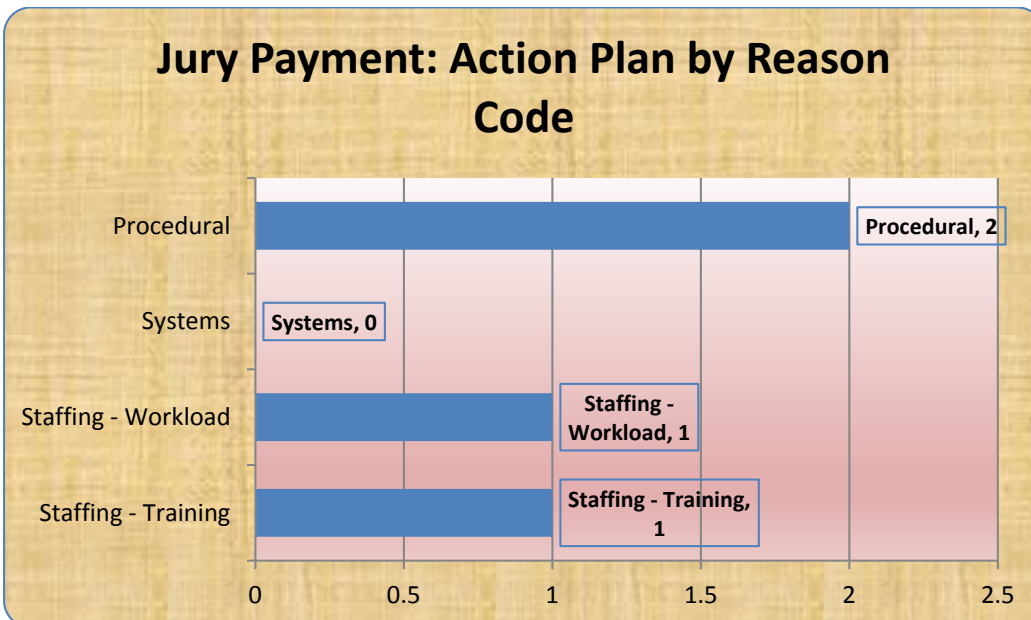 Jury Payment: Action Plan by Reason
Code
Procedural
Procedural, 2
Systems
Systems, 0
Staffing - Workload
Staffing -
Workload, 1
Staffing - Training
Staffing - Training,
1
0 0.5 1 1.5 2 2.5